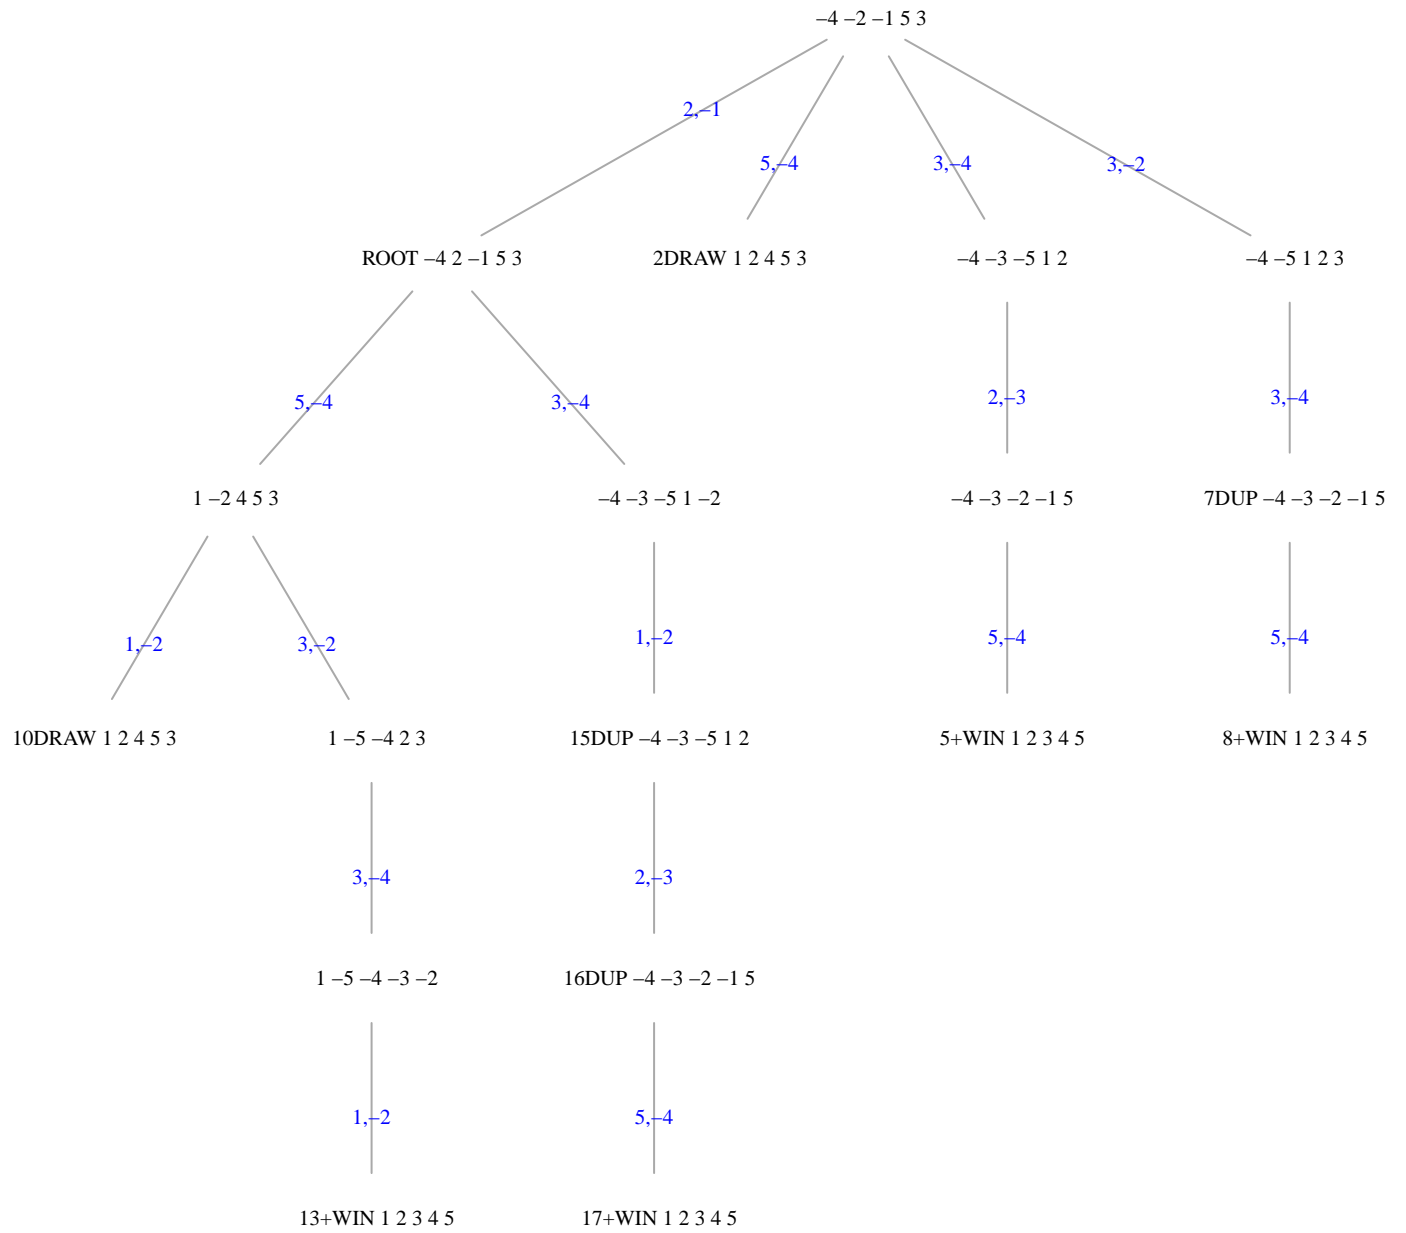 –4 –2 –1 5 3
2,–1
5,–4
3,–4
3,–2
ROOT –4 2 –1 5 3
2DRAW 1 2 4 5 3
–4 –3 –5 1 2
–4 –5 1 2 3
5,–4
3,–4
2,–3
3,–4
1 –2 4 5 3
–4 –3 –5 1 –2
–4 –3 –2 –1 5
7DUP –4 –3 –2 –1 5
1,–2
3,–2
1,–2
5,–4
5,–4
10DRAW 1 2 4 5 3
1 –5 –4 2 3
15DUP –4 –3 –5 1 2
5+WIN 1 2 3 4 5
8+WIN 1 2 3 4 5
3,–4
2,–3
1 –5 –4 –3 –2
16DUP –4 –3 –2 –1 5
1,–2
5,–4
13+WIN 1 2 3 4 5
17+WIN 1 2 3 4 5